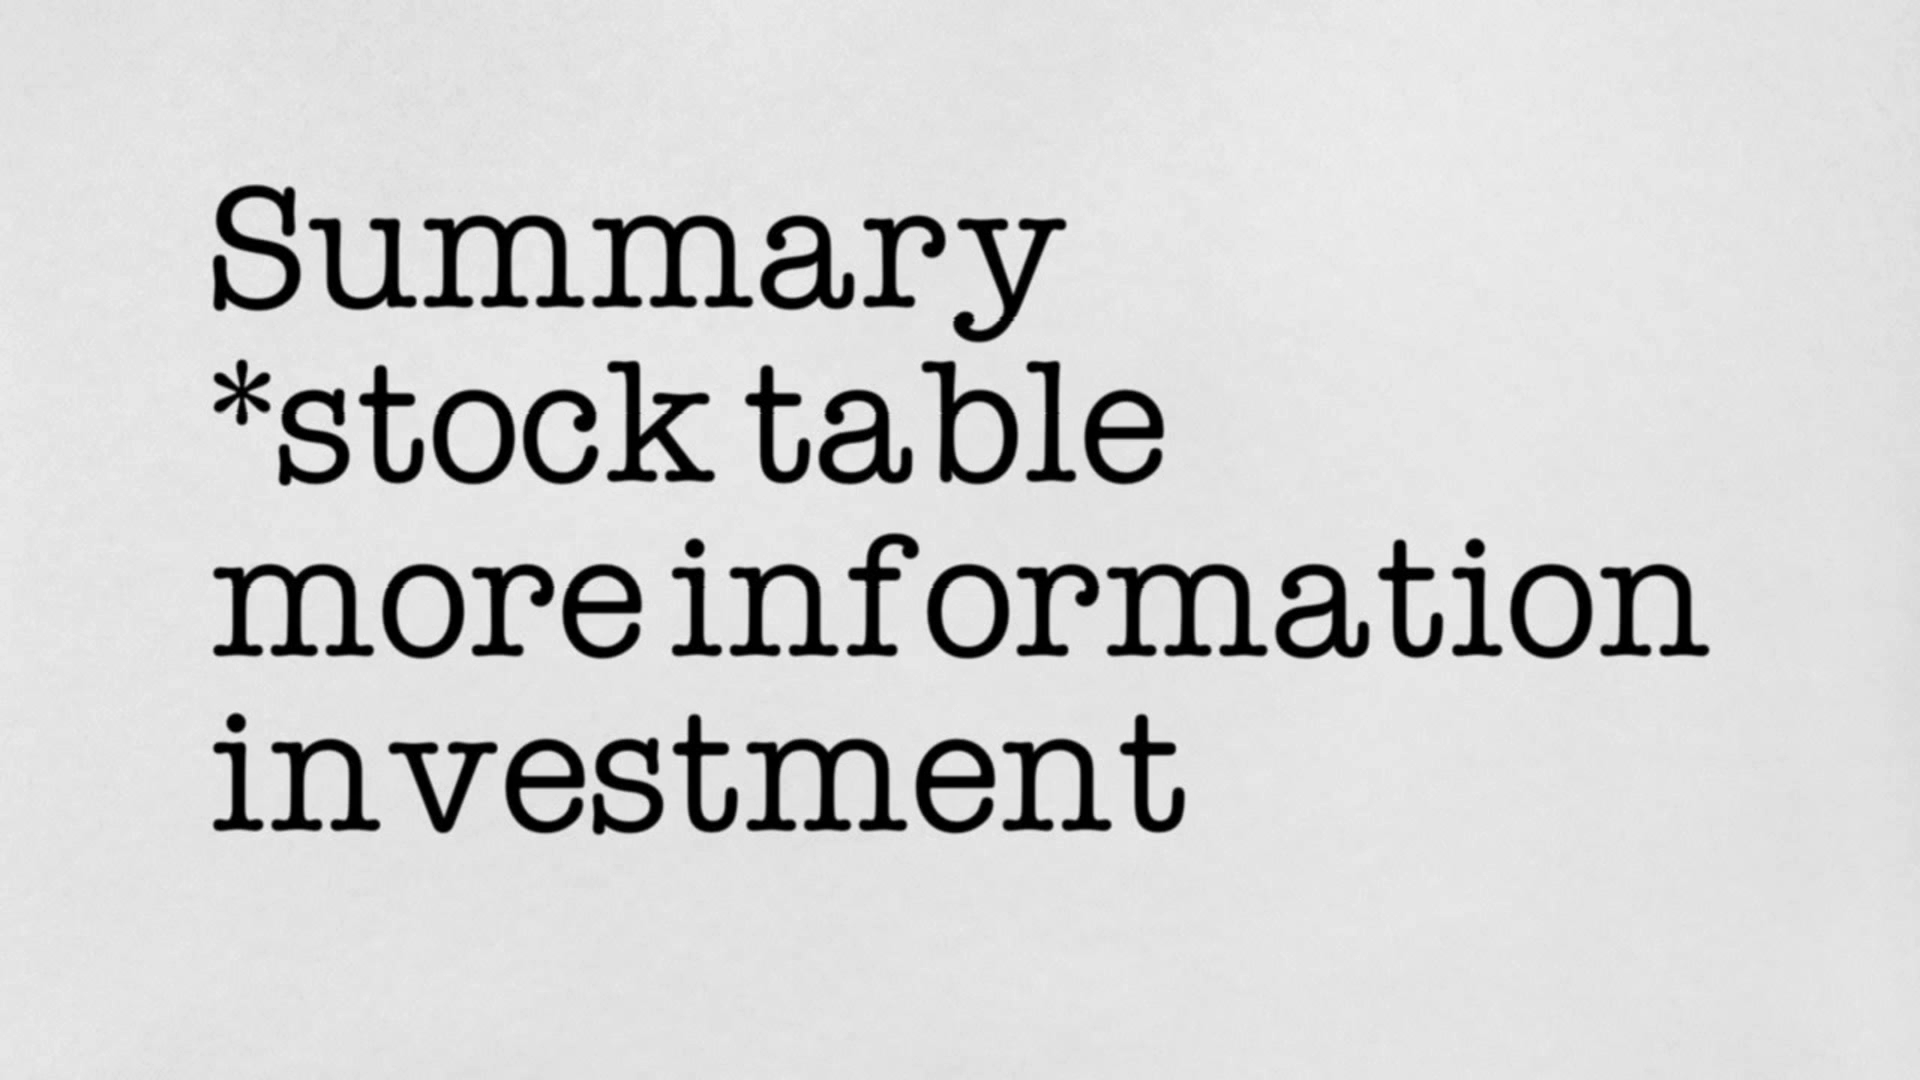 Summary
*stock table
more information
investment